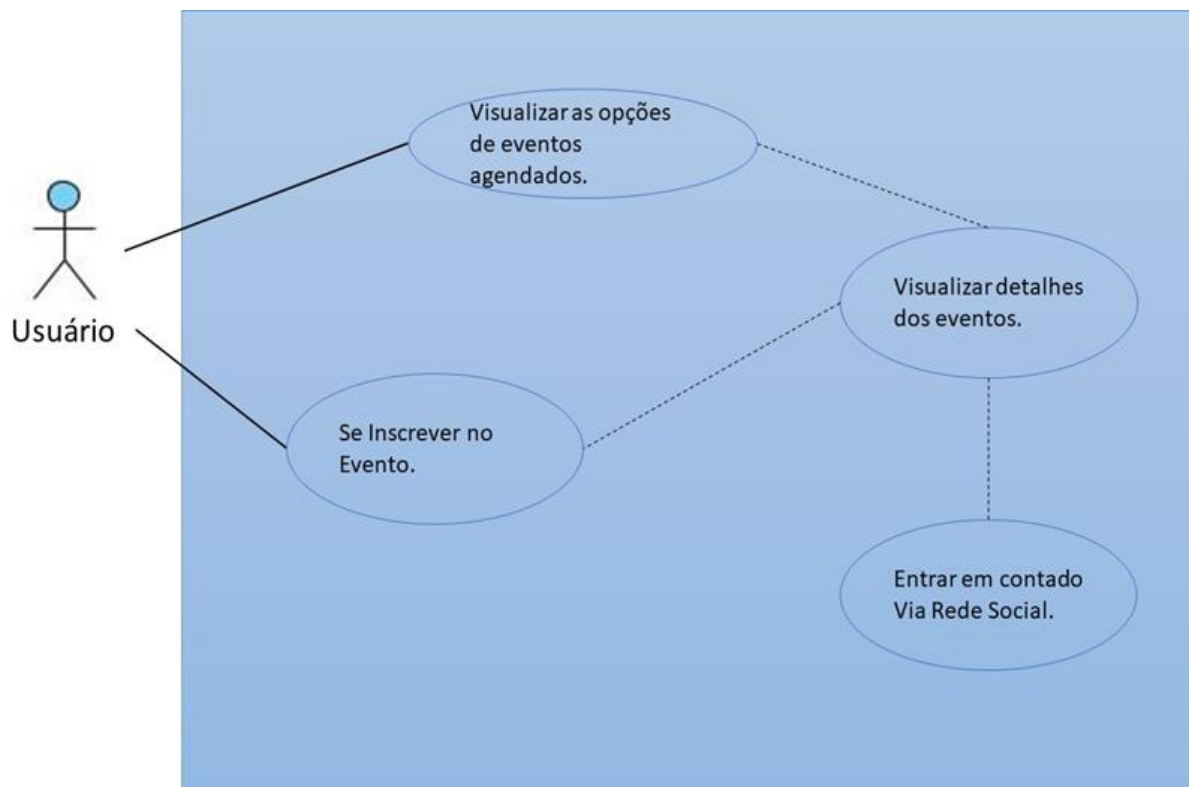 Visualizar as opções
de eventos
agendados.
Usuário
Visualizar detalhes
dos eventos.
Se Inscrever no
Evento.
Entrar em contado
Via Rede Social.